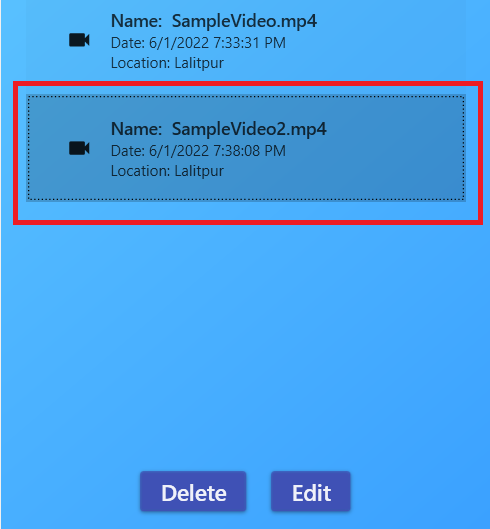 Name: SampleVideo.mp4
Date: 6/1/2022 7:33:31 PM
Location: Lalitpur
Name: SampleVideo2.mp4
Date: 6/1/2022 7:38:08 PM
Location: Lalitpur
Delete Edit